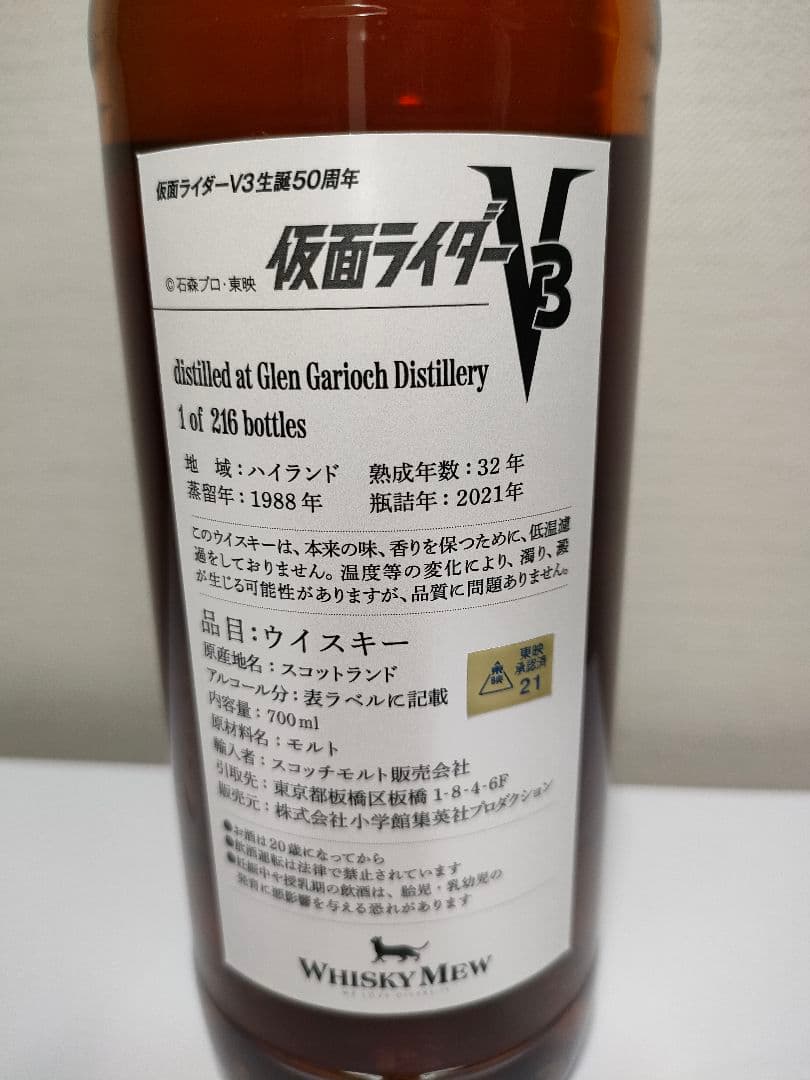 仮面ライダーV3生誕50周年
仮面ライダーV3
©石森プロ・東映
distilled at Glen Garioch Distillery
1 of 216 bottles
地 域：ハイランド 熟成年数：32年
蒸留年：1988年 瓶詰年：2021年
このウイスキーは、本来の味、香りを保つために、低温濾
過をしておりません。温度等の変化により、濁り、澱
が生じる可能性がありますが、品質に問題ありません。
品目：ウイスキー
原産地名：スコットランド
アルコール分：表ラベルに記載
内容量：700ml
原材料名：モルト
輸入者：スコッチモルト販売会社
引取先：東京都板橋区板橋1-8-4-6F
販売元：株式会社小学館集英社プロダクション
東映
承認済
21
東映
●お酒は20歳になってから
●飲酒運転は法律で禁止されています
●妊娠中や授乳期の飲酒は、胎児・乳幼児の
発育に悪影響を与える恐れがあります
WHISKY MEW
WE LOVE DIVERSITY